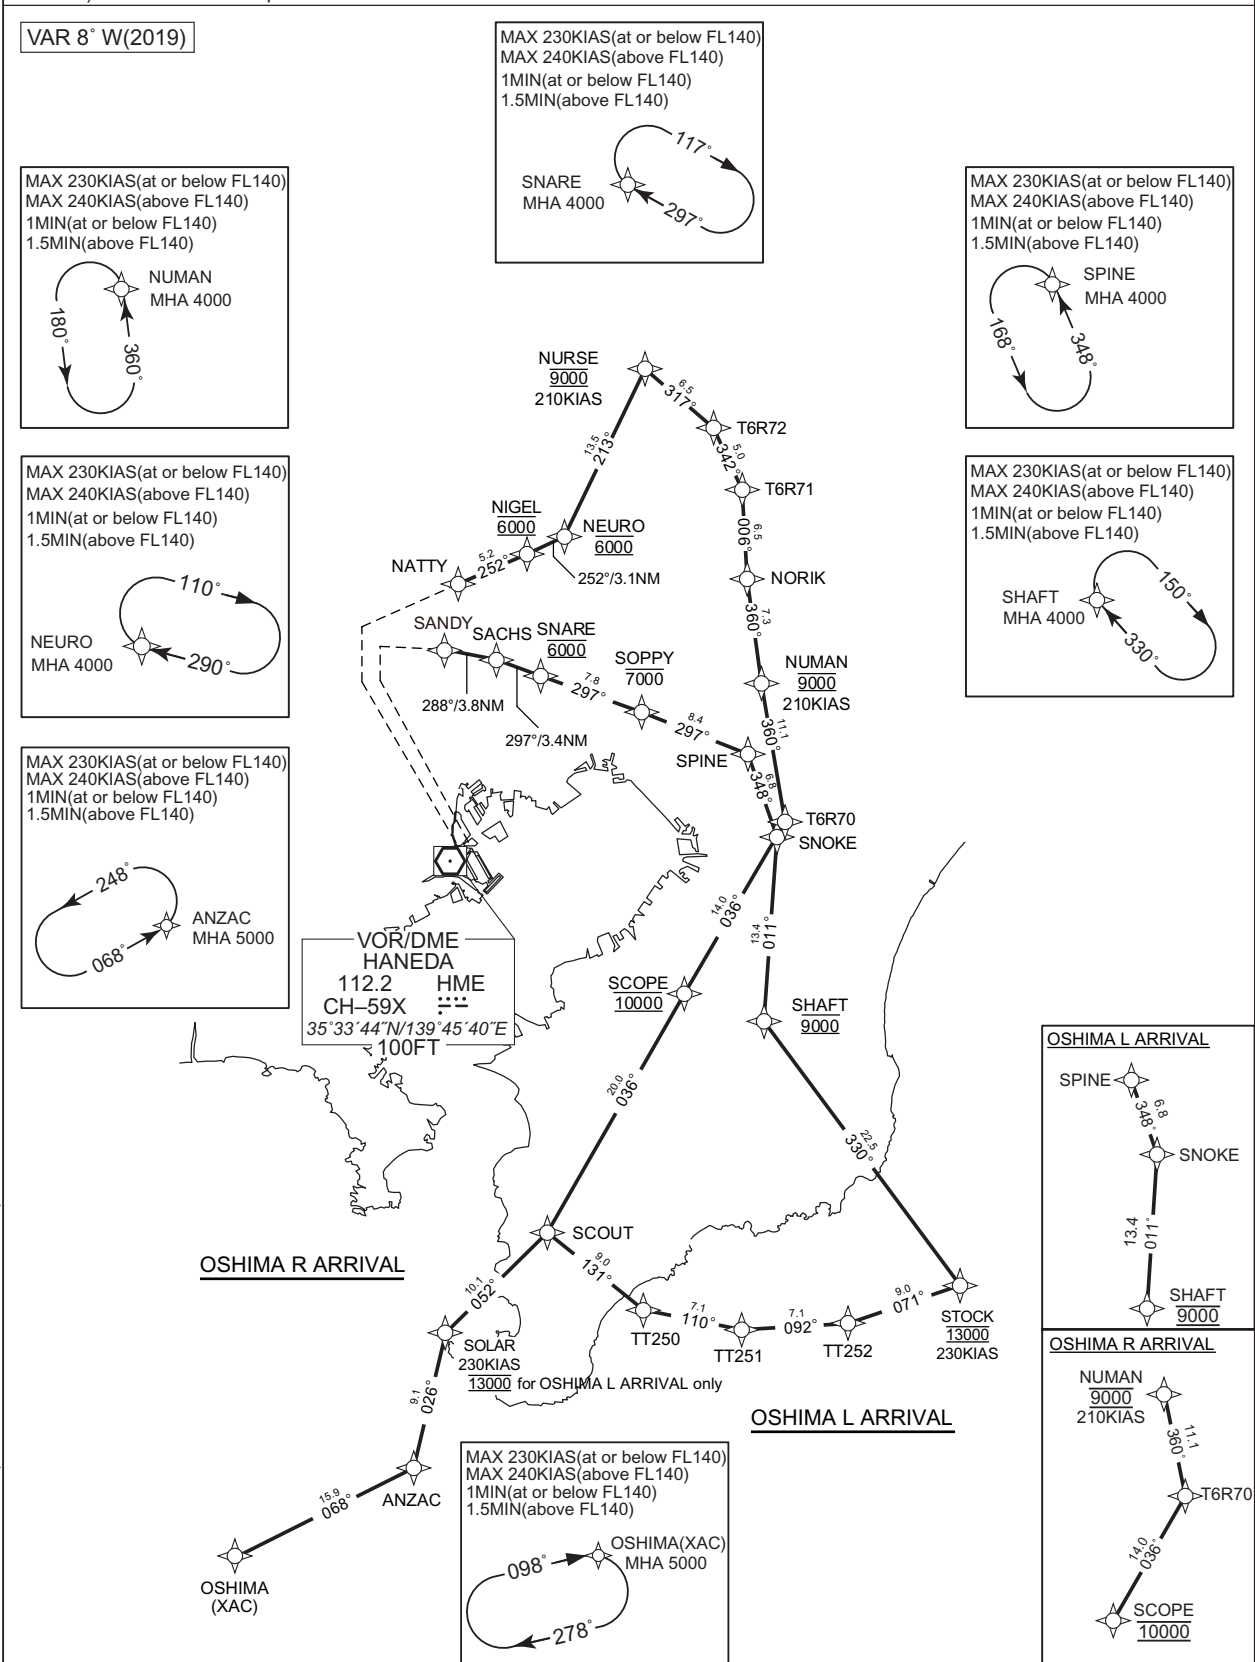 VAR 8° W(2019)
MAX 230KIAS(at or below FL140)
MAX 240KIAS(above FL140)
1MIN(at or below FL140)
1.5MIN(above FL140)
117°
SNARE
MHA 4000
297°
MAX 230KIAS(at or below FL140)
MAX 240KIAS(above FL140)
1MIN(at or below FL140)
1.5MIN(above FL140)
NUMAN
MHA 4000
180°
360°
MAX 230KIAS(at or below FL140)
MAX 240KIAS(above FL140)
1MIN(at or below FL140)
1.5MIN(above FL140)
SPINE
MHA 4000
168°
348°
MAX 230KIAS(at or below FL140)
MAX 240KIAS(above FL140)
1MIN(at or below FL140)
1.5MIN(above FL140)
110°
NEURO
MHA 4000
290°
MAX 230KIAS(at or below FL140)
MAX 240KIAS(above FL140)
1MIN(at or below FL140)
1.5MIN(above FL140)
150°
SHAFT
MHA 4000
330°
MAX 230KIAS(at or below FL140)
MAX 240KIAS(above FL140)
1MIN(at or below FL140)
1.5MIN(above FL140)
248°
ANZAC
MHA 5000
068°
NURSE
9000
210KIAS
6.5
317°
T6R72
5.0
342°
T6R71
6.5
006°
NORIK
7.3
360°
NUMAN
9000
210KIAS
11.1
360°
13.5
213°
NIGEL
6000
NEURO
6000
252°/3.1NM
5.2
252°
NATTY
SANDY
SACHS
SNARE
6000
SOPPY
7000
288°/3.8NM
297°/3.4NM
7.8
297°
8.4
297°
SPINE
6.8
348°
T6R70
SNOKE
14.0
036°
13.4
011°
VOR/DME
HANEDA
112.2 HME
CH–59X
35°33´44˝N/139°45´40˝E
100FT
SCOPE
10000
SHAFT
9000
20.0
036°
22.5
330°
SCOUT
OSHIMA R ARRIVAL
10.1
052°
9.0
131°
TT250
7.1
110°
TT251
7.1
092°
TT252
9.0
071°
STOCK
13000
230KIAS
SOLAR
230KIAS
13000 for OSHIMA L ARRIVAL only
OSHIMA L ARRIVAL
9.1
026°
ANZAC
15.9
068°
OSHIMA
(XAC)
MAX 230KIAS(at or below FL140)
MAX 240KIAS(above FL140)
1MIN(at or below FL140)
1.5MIN(above FL140)
098°
OSHIMA(XAC)
MHA 5000
278°
OSHIMA L ARRIVAL
SPINE
6.8
348°
SNOKE
13.4
011°
SHAFT
9000
OSHIMA R ARRIVAL
NUMAN
9000
210KIAS
11.1
360°
T6R70
14.0
036°
SCOPE
10000